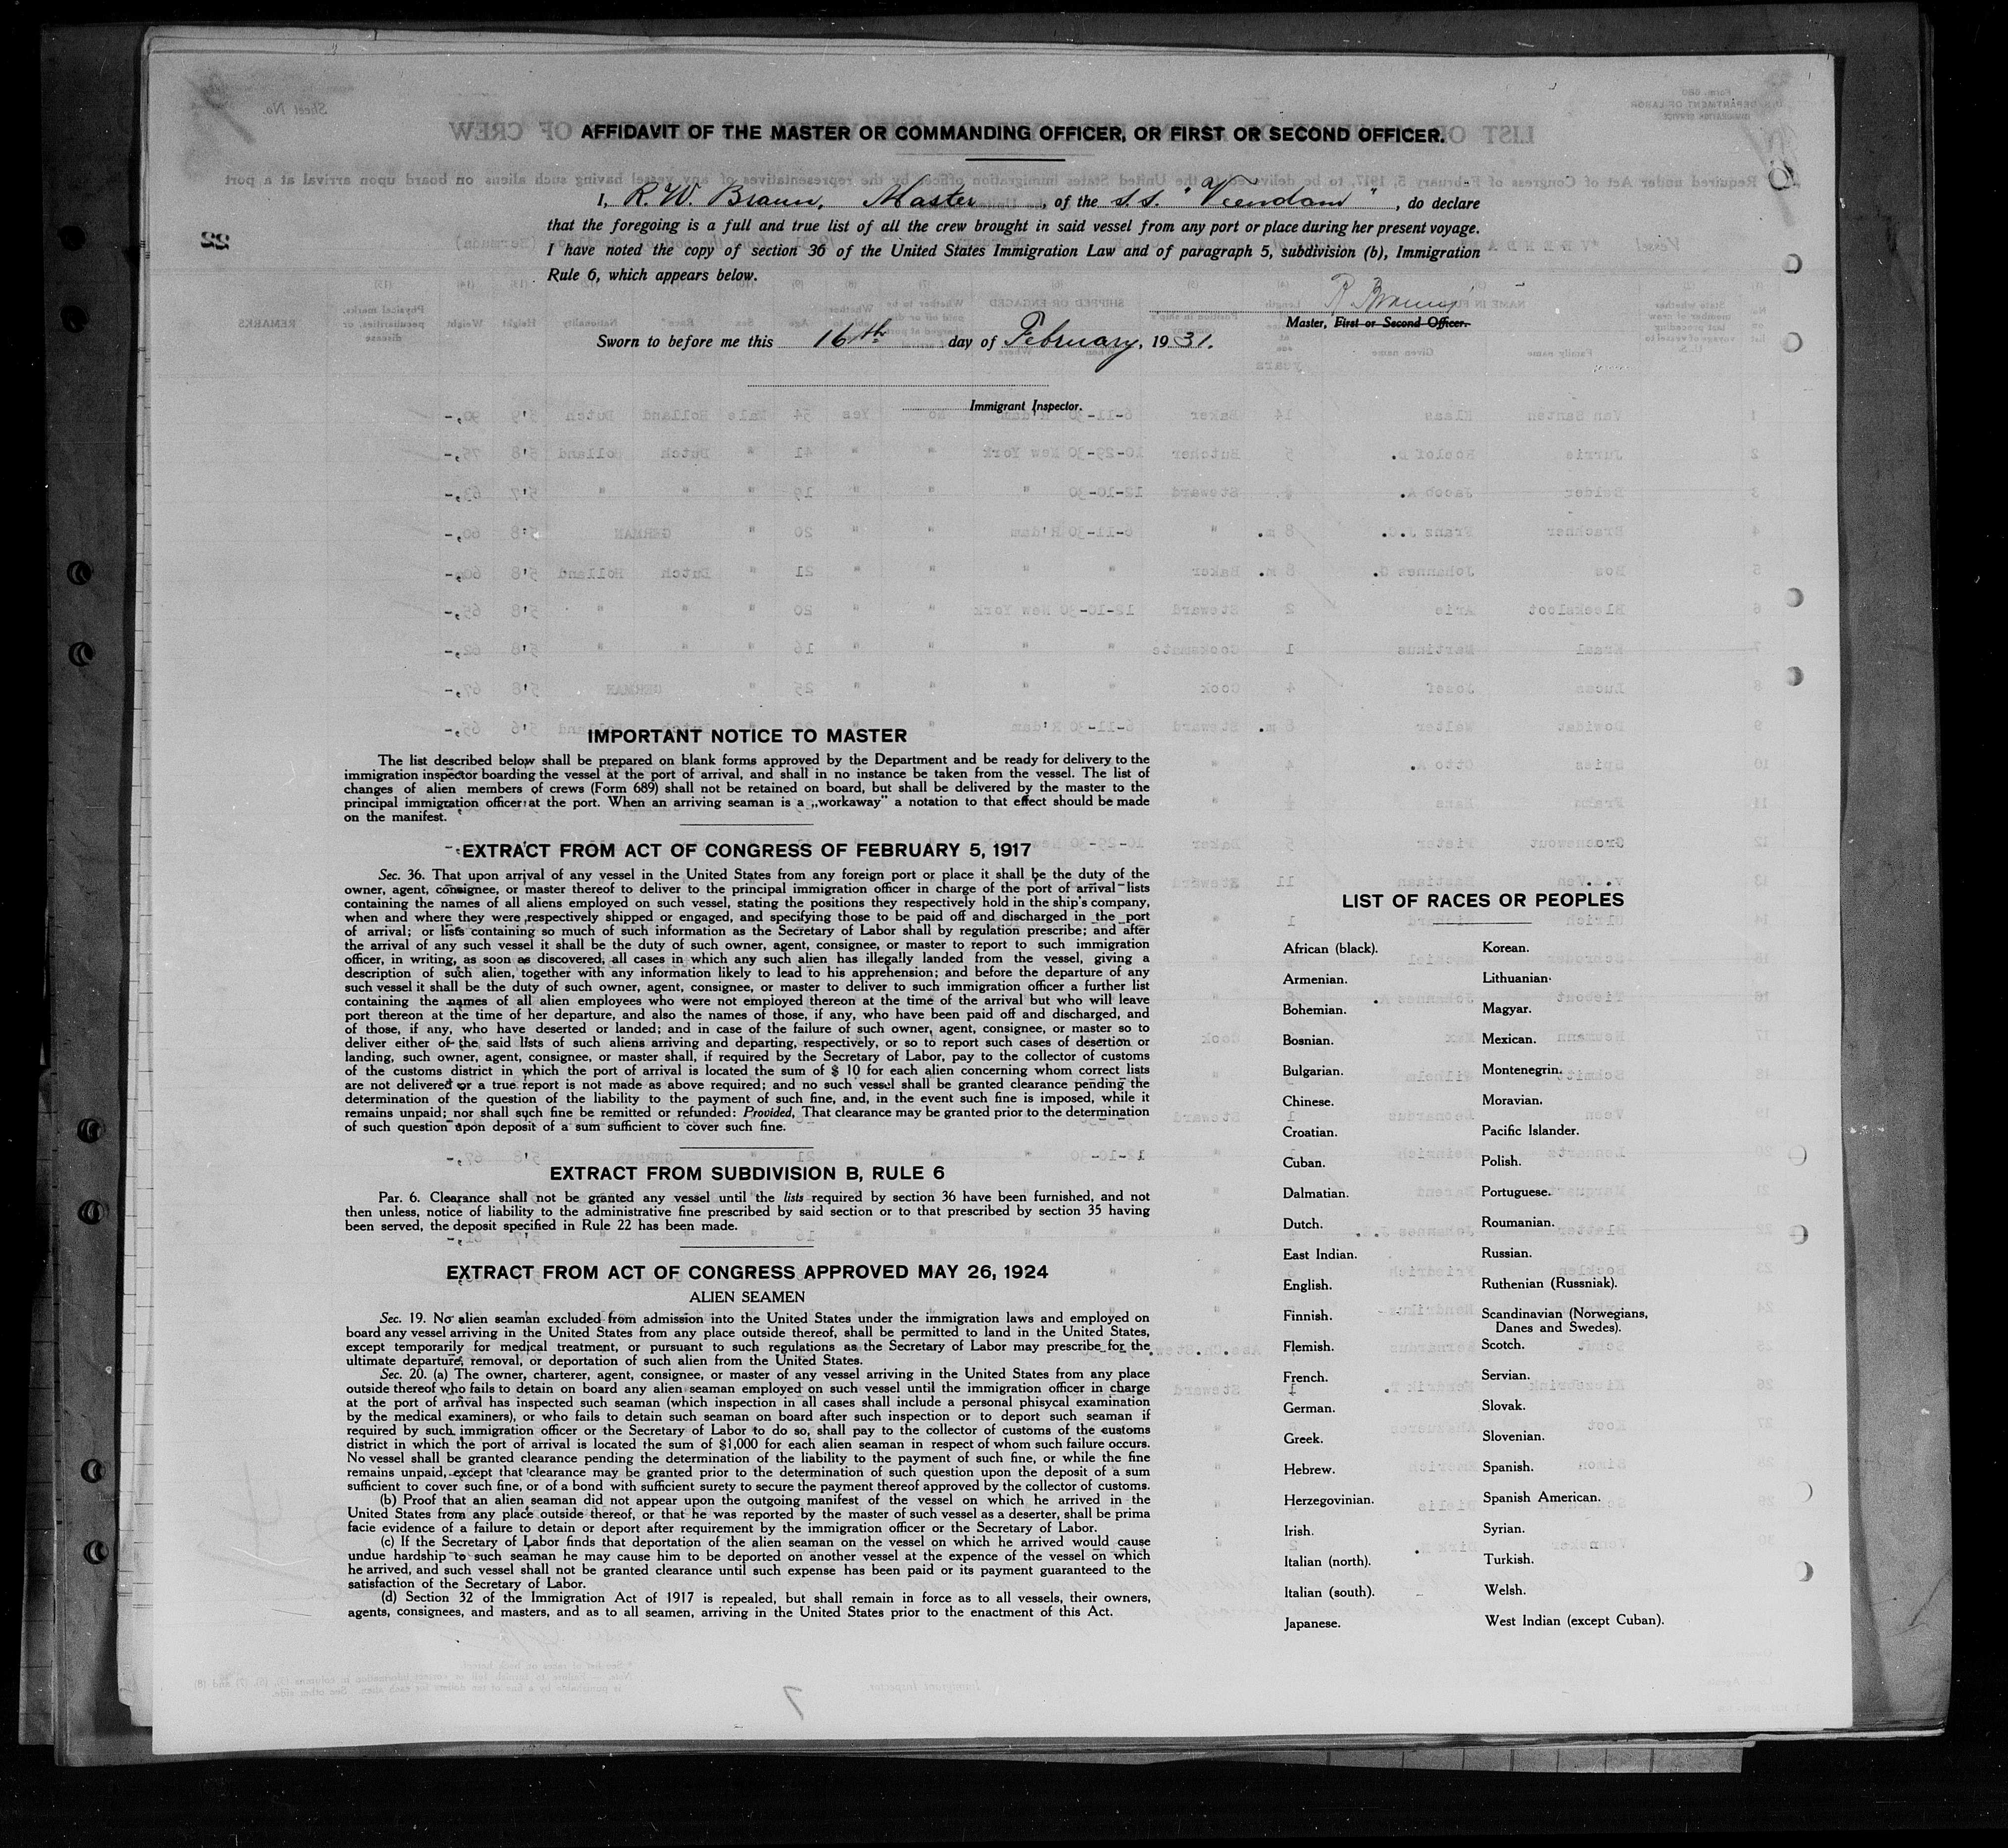 AFFIDAVIT OF THE MASTER OR COMMANDING OFFICER, OR FIRST OR SECOND OFFICER.
I, R. W. Braun, Master, of the s.s. "Veendam", do declare
that the foregoing is a full and true list of all the crew brought in said vessel from any port or place during her present voyage.
I have noted the copy of section 36 of the United States Immigration Law and of paragraph 5, subdivision (b), Immigration
Rule 6, which appears below.
Master, First or Second Officer.
Sworn to before me this 16th day of February, 1931.
Immigrant Inspector.
IMPORTANT NOTICE TO MASTER
The list described below shall be prepared on blank forms approved by the Department and be ready for delivery to the
immigration inspector boarding the vessel at the port of arrival, and shall in no instance be taken from the vessel. The list of
changes of alien members of crews (Form 689) shall not be retained on board, but shall be delivered by the master to the
principal immigration officer at the port. When an arriving seaman is a „workaway” a notation to that effect should be made
on the manifest.
EXTRACT FROM ACT OF CONGRESS OF FEBRUARY 5, 1917
Sec. 36. That upon arrival of any vessel in the United States from any foreign port or place it shall be the duty of the
owner, agent, consignee, or master thereof to deliver to the principal immigration officer in charge of the port of arrival lists
containing the names of all aliens employed on such vessel, stating the positions they respectively hold in the ship's company,
when and where they were respectively shipped or engaged, and specifying those to be paid off and discharged in the port
of arrival; or lists containing so much of such information as the Secretary of Labor shall by regulation prescribe; and after
the arrival of any such vessel it shall be the duty of such owner, agent, consignee, or master to report to such immigration
officer, in writing, as soon as discovered, all cases in which any such alien has illegally landed from the vessel, giving a
description of such alien, together with any information likely to lead to his apprehension; and before the departure of any
such vessel it shall be the duty of such owner, agent, consignee, or master to deliver to such immigration officer a further list
containing the names of all alien employees who were not employed thereon at the time of the arrival but who will leave
port thereon at the time of her departure, and also the names of those, if any, who have been paid off and discharged, and
of those, if any, who have deserted or landed; and in case of the failure of such owner, agent, consignee, or master so to
deliver either of the said lists of such aliens arriving and departing, respectively, or so to report such cases of desertion or
landing, such owner, agent, consignee, or master shall, if required by the Secretary of Labor, pay to the collector of customs
of the customs district in which the port of arrival is located the sum of $ 10 for each alien concerning whom correct lists
are not delivered or a true report is not made as above required; and no such vessel shall be granted clearance pending the
determination of the question of the liability to the payment of such fine, and, in the event such fine is imposed, while it
remains unpaid; nor shall such fine be remitted or refunded: Provided, That clearance may be granted prior to the determination
of such question upon deposit of a sum sufficient to cover such fine.
EXTRACT FROM SUBDIVISION B, RULE 6
Par. 6. Clearance shall not be granted any vessel until the lists required by section 36 have been furnished, and not
then unless, notice of liability to the administrative fine prescribed by said section or to that prescribed by section 35 having
been served, the deposit specified in Rule 22 has been made.
EXTRACT FROM ACT OF CONGRESS APPROVED MAY 26, 1924
ALIEN SEAMEN
Sec. 19. No alien seaman excluded from admission into the United States under the immigration laws and employed on
board any vessel arriving in the United States from any place outside thereof, shall be permitted to land in the United States,
except temporarily for medical treatment, or pursuant to such regulations as the Secretary of Labor may prescribe for the
ultimate departure, removal, or deportation of such alien from the United States.
Sec. 20. (a) The owner, charterer, agent, consignee, or master of any vessel arriving in the United States from any place
outside thereof who fails to detain on board any alien seaman employed on such vessel until the immigration officer in charge
at the port of arrival has inspected such seaman (which inspection in all cases shall include a personal phisycal examination
by the medical examiners), or who fails to detain such seaman on board after such inspection or to deport such seaman if
required by such immigration officer or the Secretary of Labor to do so, shall pay to the collector of customs of the customs
district in which the port of arrival is located the sum of $1,000 for each alien seaman in respect of whom such failure occurs.
No vessel shall be granted clearance pending the determination of the liability to the payment of such fine, or while the fine
remains unpaid, except that clearance may be granted prior to the determination of such question upon the deposit of a sum
sufficient to cover such fine, or of a bond with sufficient surety to secure the payment thereof approved by the collector of customs.
(b) Proof that an alien seaman did not appear upon the outgoing manifest of the vessel on which he arrived in the
United States from any place outside thereof, or that he was reported by the master of such vessel as a deserter, shall be prima
facie evidence of a failure to detain or deport after requirement by the immigration officer or the Secretary of Labor.
(c) If the Secretary of Labor finds that deportation of the alien seaman on the vessel on which he arrived would cause
undue hardship to such seaman he may cause him to be deported on another vessel at the expence of the vessel on which
he arrived, and such vessel shall not be granted clearance until such expense has been paid or its payment guaranteed to the
satisfaction of the Secretary of Labor.
(d) Section 32 of the Immigration Act of 1917 is repealed, but shall remain in force as to all vessels, their owners,
agents, consignees, and masters, and as to all seamen, arriving in the United States prior to the enactment of this Act.
LIST OF RACES OR PEOPLES
African (black).
Armenian.
Bohemian.
Bosnian.
Bulgarian.
Chinese.
Croatian.
Cuban.
Dalmatian.
Dutch.
East Indian.
English.
Finnish.
Flemish.
French.
German.
Greek.
Hebrew.
Herzegovinian.
Irish.
Italian (north).
Italian (south).
Japanese.
Korean.
Lithuanian.
Magyar.
Mexican.
Montenegrin.
Moravian.
Pacific Islander.
Polish.
Portuguese.
Roumanian.
Russian.
Ruthenian (Russniak).
Scandinavian (Norwegians,
Danes and Swedes).
Scotch.
Servian.
Slovak.
Slovenian.
Spanish.
Spanish American.
Syrian.
Turkish.
Welsh.
West Indian (except Cuban).